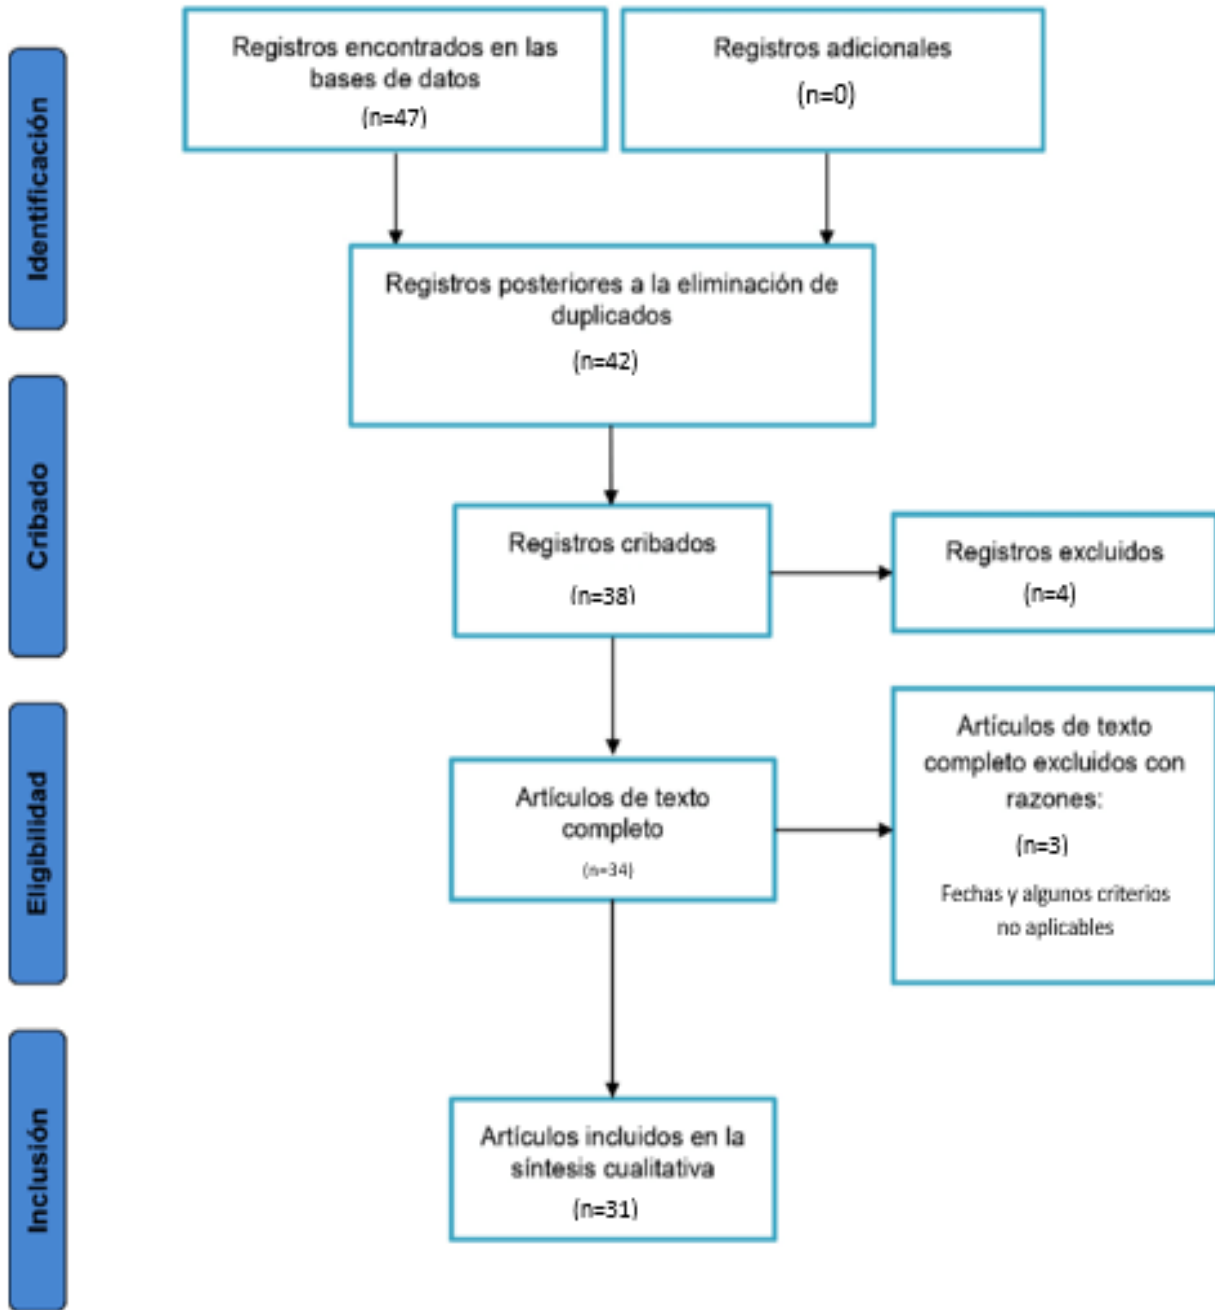 Identificación
Registros encontrados en las
bases de datos
(n=47)
Registros adicionales
(n=0)
Registros posteriores a la eliminación de
duplicados
(n=42)
Cribado
Registros cribados
(n=38)
Registros excluidos
(n=4)
Eligibilidad
Artículos de texto
completo
(n=34)
Artículos de texto
completo excluidos con
razones:
(n=3)
Fechas y algunos criterios
no aplicables
Inclusión
Artículos incluidos en la
síntesis cualitativa
(n=31)